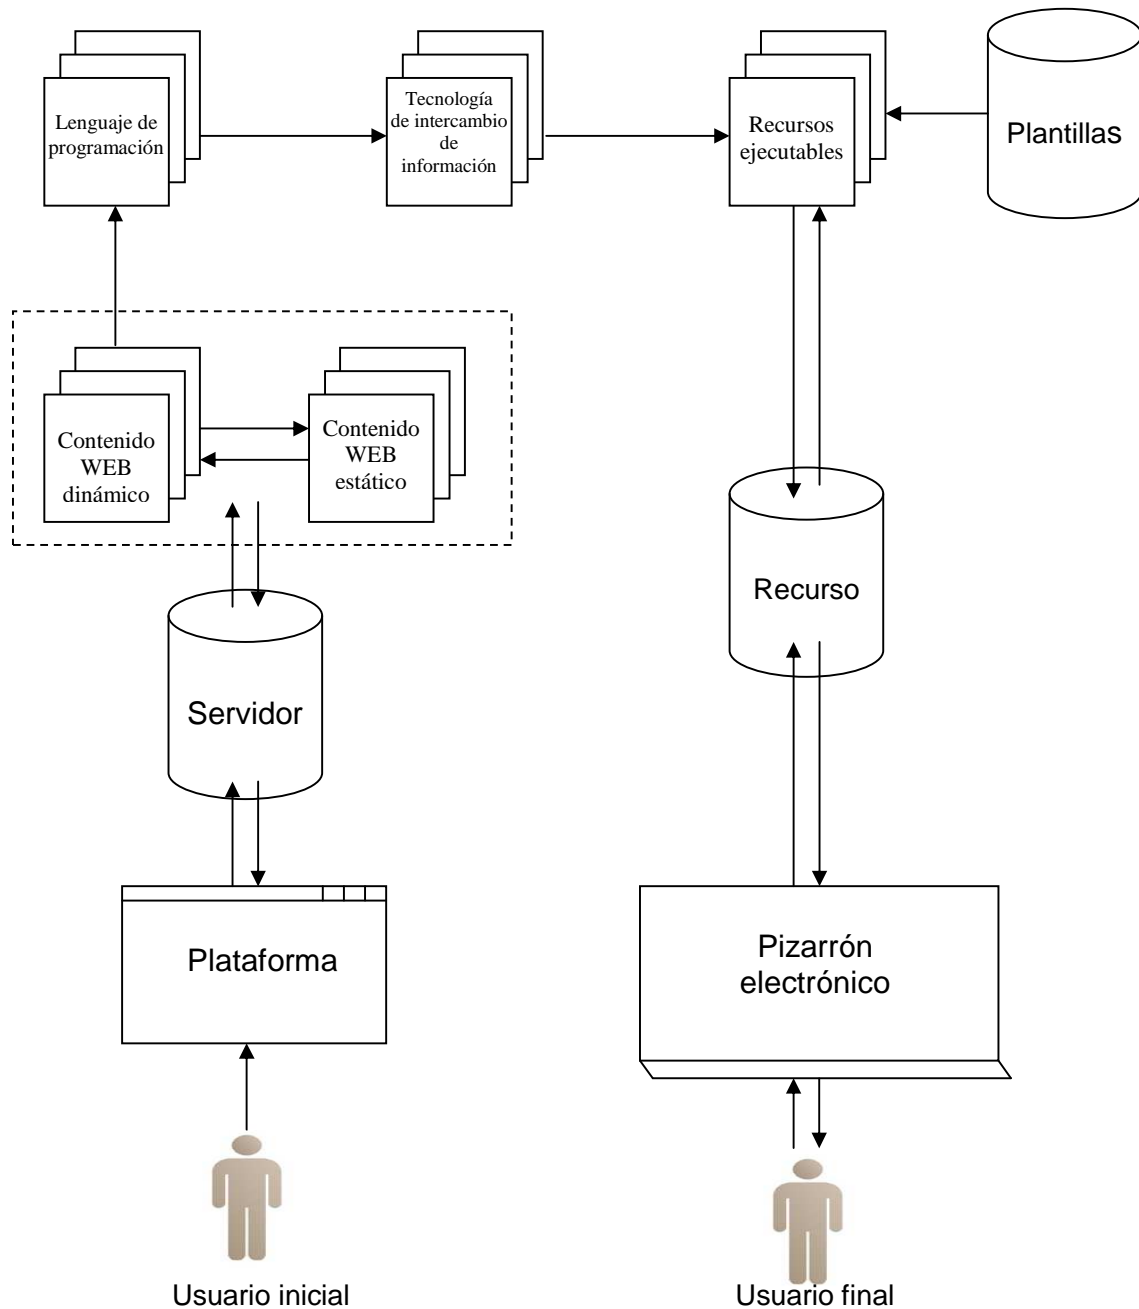 Lenguaje de
programación
Tecnología
de intercambio
de
información
Recursos
ejecutables
Plantillas
Contenido
WEB
dinámico
Contenido
WEB
estático
Recurso
Servidor
Plataforma
Pizarrón
electrónico
Usuario inicial
Usuario final